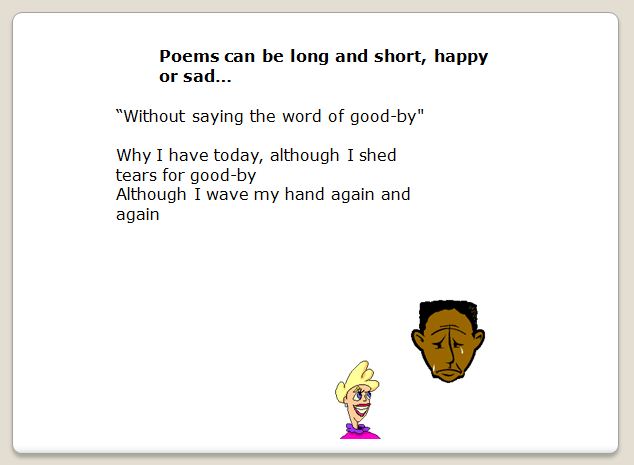 Poems can be long and short, happy
or sad…
“Without saying the word of good-by"
Why I have today, although I shed
tears for good-by
Although I wave my hand again and
again